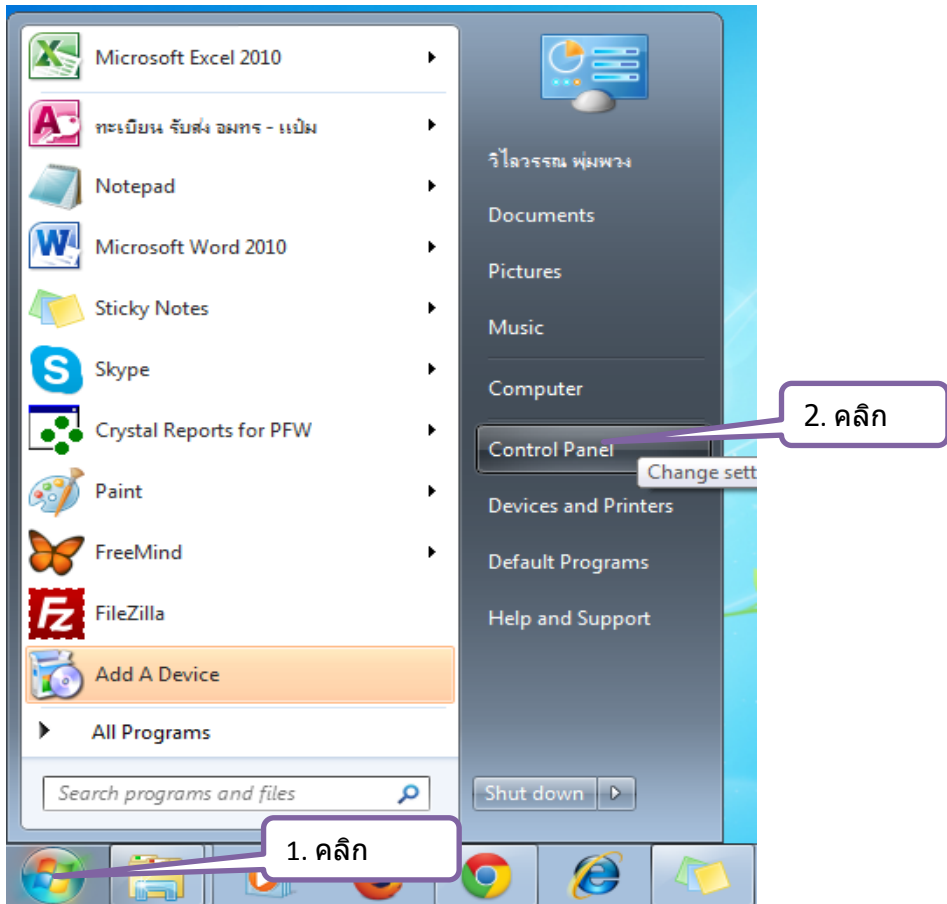 Microsoft Excel 2010
ทะเบียน รับส่ง อมทร - แป๋ม
Notepad
Microsoft Word 2010
Sticky Notes
Skype
Crystal Reports for PFW
Paint
FreeMind
FileZilla
Add A Device
All Programs
Search programs and files
วิไลวรรณ พุ่มพวง
Documents
Pictures
Music
Computer
Control Panel
Change sett
Devices and Printers
Default Programs
Help and Support
Shut down
2. คลิก
1. คลิก